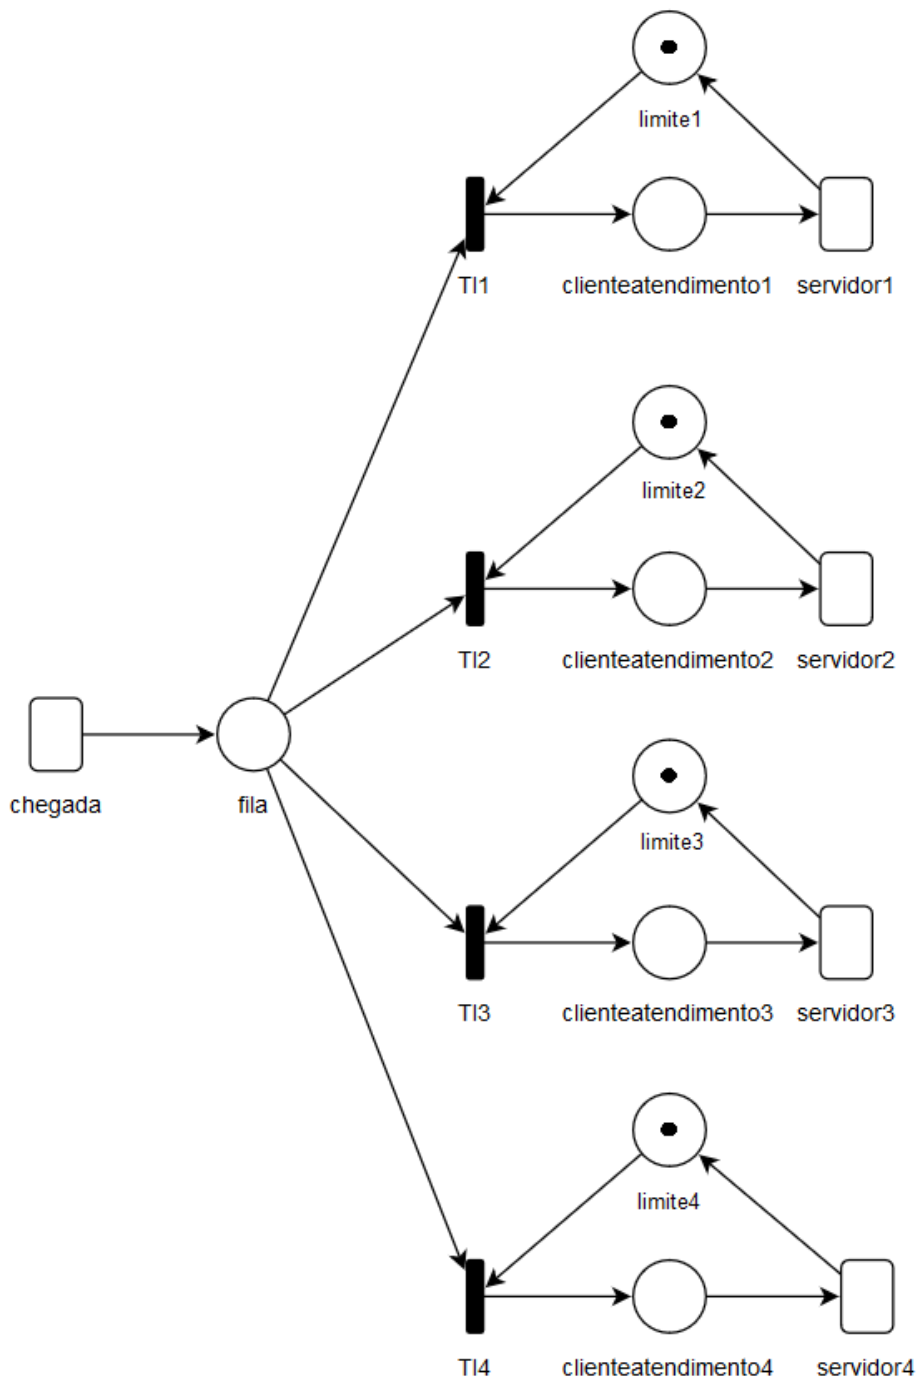 limite1
TI1 clienteatendimento1 servidor1
limite2
TI2 clienteatendimento2 servidor2
chegada fila
limite3
TI3 clienteatendimento3 servidor3
limite4
TI4 clienteatendimento4 servidor4